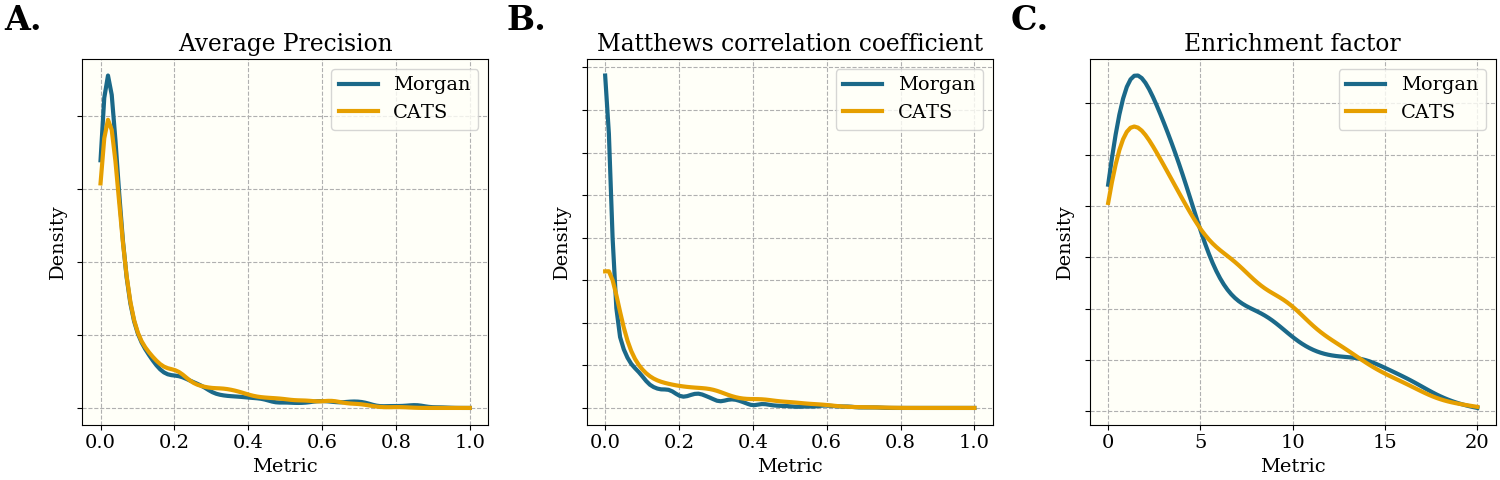 A.
Average Precision
Morgan
CATS
Density
0.0 0.2 0.4 0.6 0.8 1.0
Metric
B.
Matthews correlation coefficient
Morgan
CATS
Density
0.0 0.2 0.4 0.6 0.8 1.0
Metric
C.
Enrichment factor
Morgan
CATS
Density
0 5 10 15 20
Metric